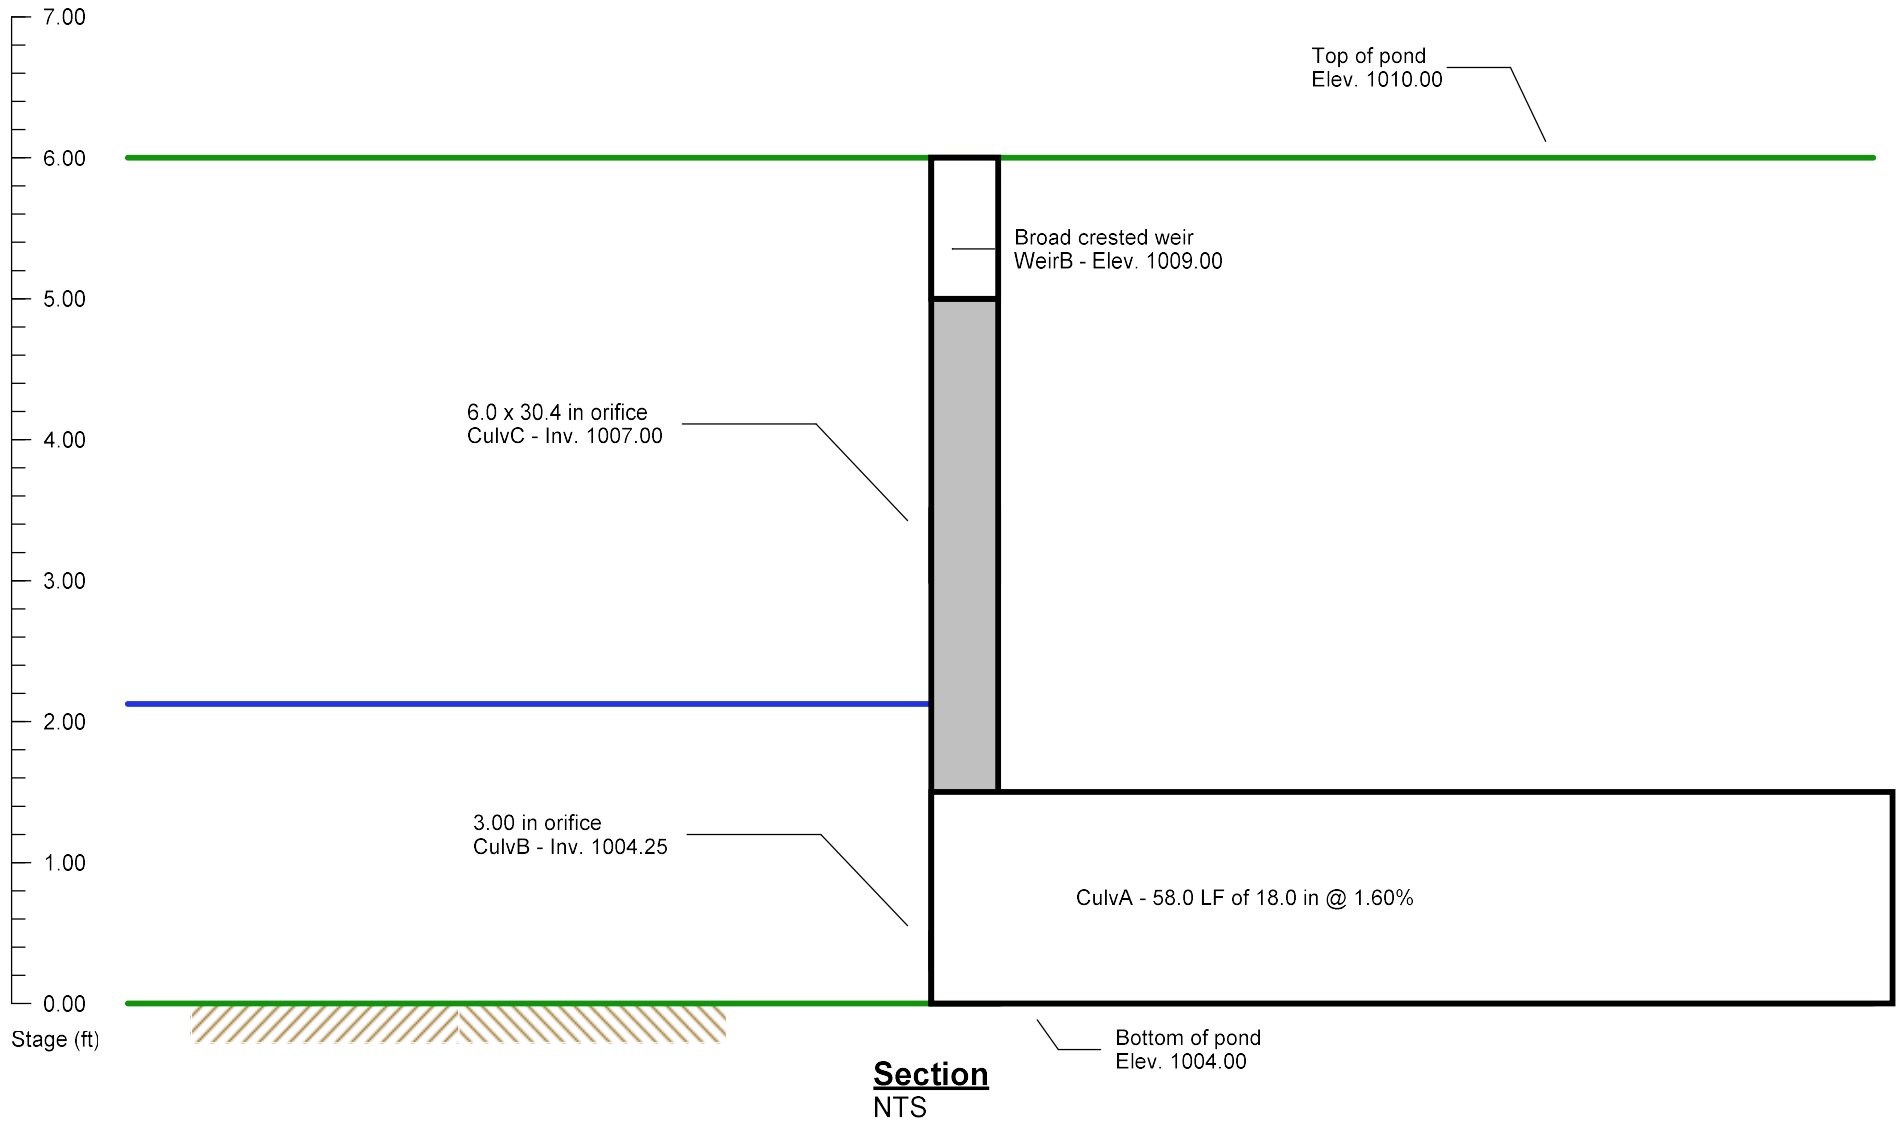 7.00
Top of pond
Elev. 1010.00
6.00
Broad crested weir
WeirB - Elev. 1009.00
5.00
6.0 x 30.4 in orifice
CulvC - Inv. 1007.00
4.00
3.00
2.00
3.00 in orifice
CulvB - Inv. 1004.25
1.00
CulvA - 58.0 LF of 18.0 in @ 1.60%
0.00
Stage (ft)
Bottom of pond
Elev. 1004.00
Section
NTS